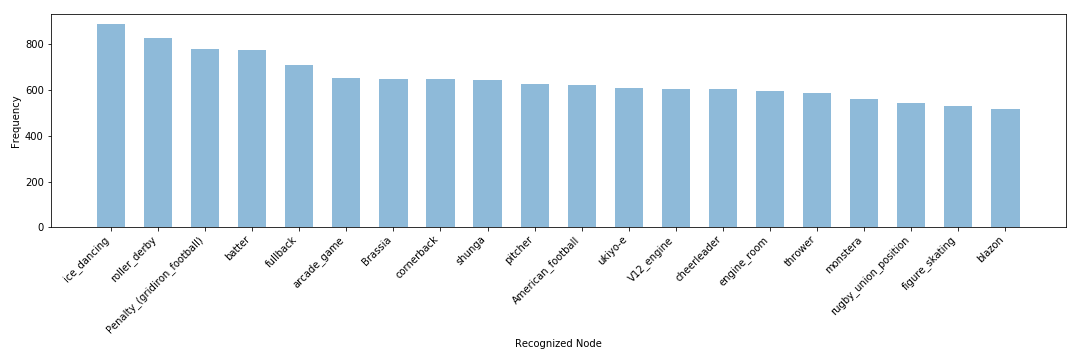 800
600
400
200
0
Frequency
ice_dancing
roller_derby
Penalty_(gridiron_football)
batter
fullback
arcade_game
Brassia
cornerback
shunga
pitcher
American_football
ukiyo-e
V12_engine
cheerleader
engine_room
thrower
monstera
rugby_union_position
figure_skating
blazon
Recognized Node